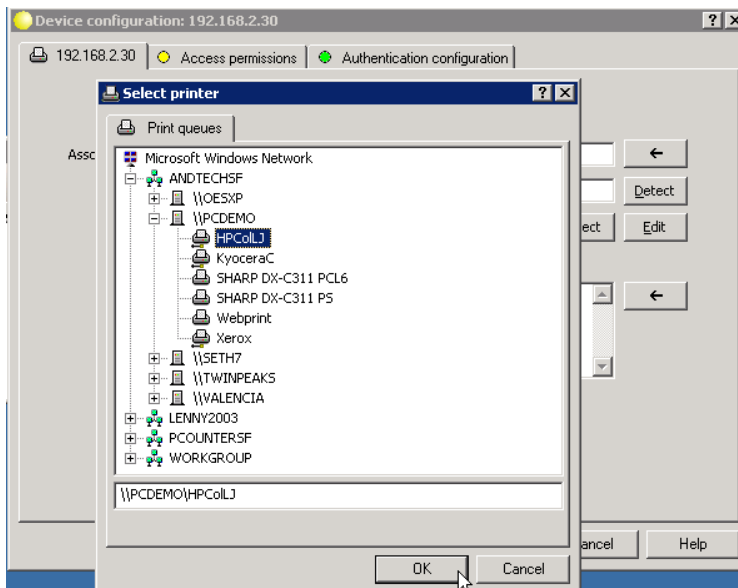 Device configuration: 192.168.2.30
192.168.2.30 Access permissions Authentication configuration
Select printer
Print queues
Assc
Microsoft Windows Network
ANDTECHSF
\\OESXP
Detect
\\PCDEMO
HPColLJ
ect Edit
KyoceraC
SHARP DX-C311 PCL6
SHARP DX-C311 PS
Webprint
Xerox
\\SETH7
\\TWINPEAKS
\\VALENCIA
LENNY2003
PCOUNTERSF
WORKGROUP
\\PCDEMO\HPColLJ
ancel Help
OK Cancel